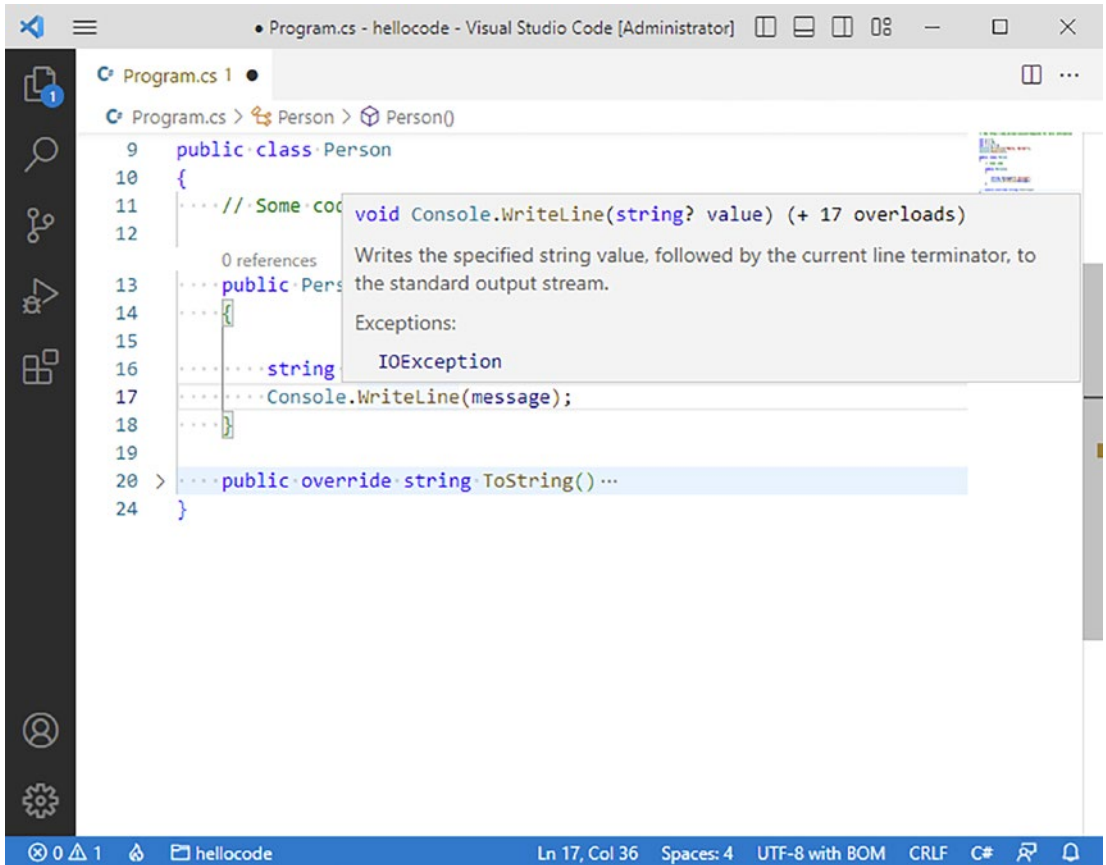 ● Program.cs - hellocode - Visual Studio Code [Administrator]
1
C# Program.cs 1 ●
C# Program.cs > Person > Person()
9 public class Person
10 {
11 // Some cod
12
0 references
13 public Pers
14 {
15
16 string
17 Console.WriteLine(message);
18 }
19
20 > public override string ToString()…
24 }
void Console.WriteLine(string? value) (+ 17 overloads)
Writes the specified string value, followed by the current line terminator, to
the standard output stream.
Exceptions:
IOException
0 1 hellocode Ln 17, Col 36 Spaces: 4 UTF-8 with BOM CRLF C#